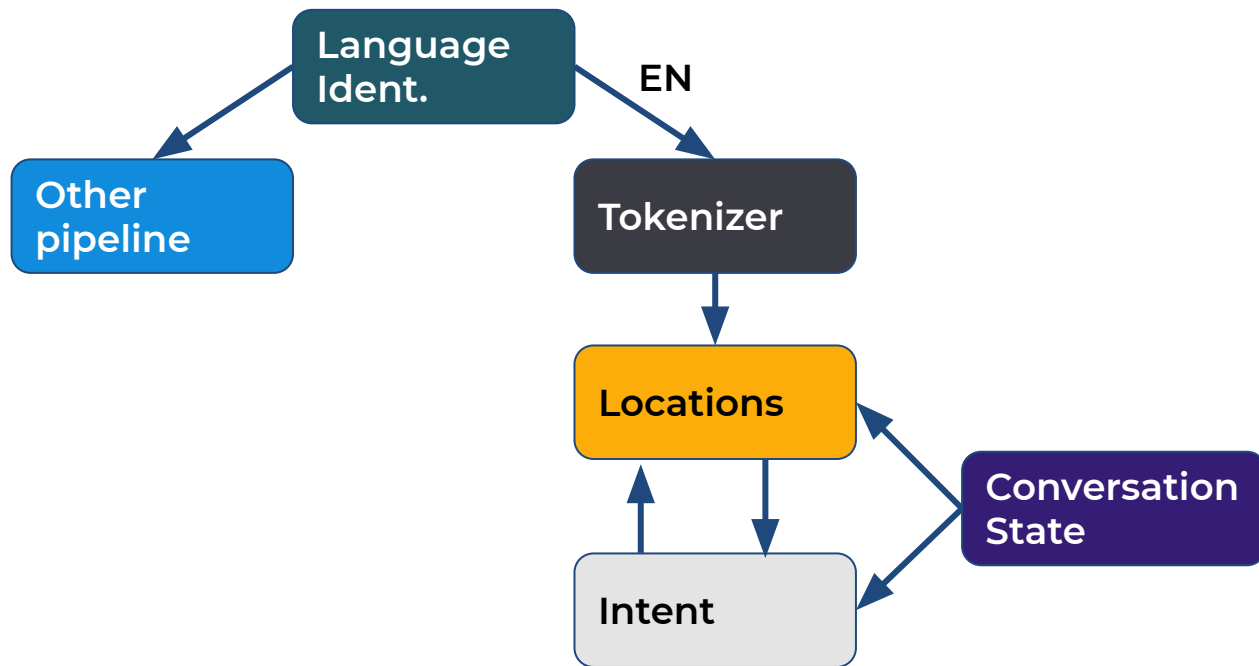 Language
Ident.
EN
Other
pipeline
Tokenizer
Locations
Conversation
State
Intent